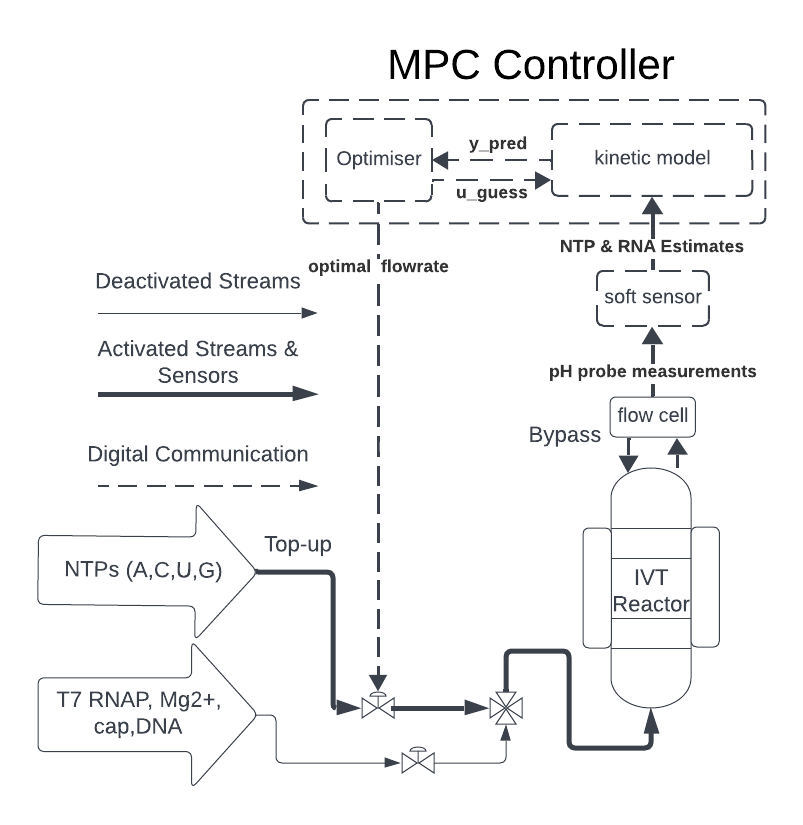 MPC Controller
Optimiser
y_pred
u_guess
kinetic model
NTP & RNA Estimates
optimal flowrate
Deactivated Streams
soft sensor
Activated Streams &
Sensors
pH probe measurements
flow cell
Bypass
Digital Communication
Top-up
NTPs (A,C,U,G)
IVT
Reactor
T7 RNAP, Mg2+,
cap,DNA